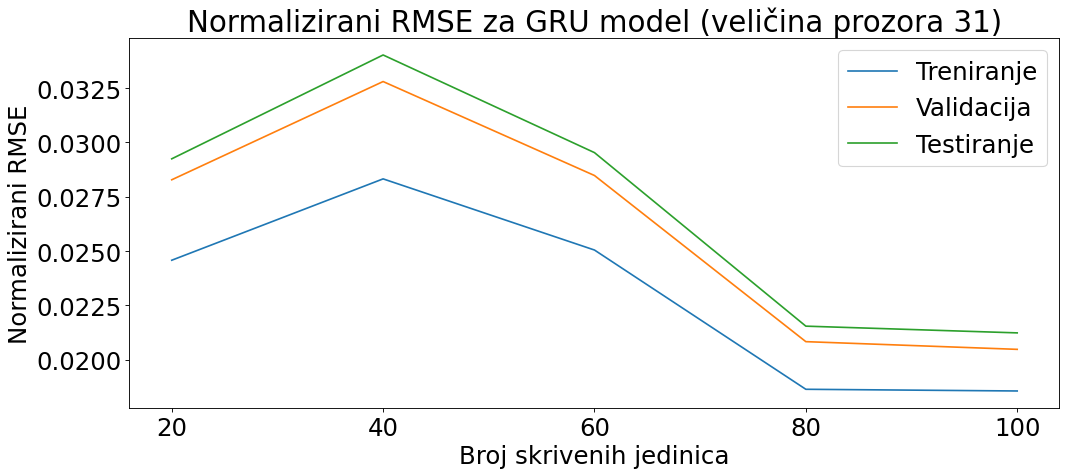 Normalizirani RMSE za GRU model (veličina prozora 31)
Normalizirani RMSE
0.0325
0.0300
0.0275
0.0250
0.0225
0.0200
Treniranje
Validacija
Testiranje
20 40 60 80 100
Broj skrivenih jedinica